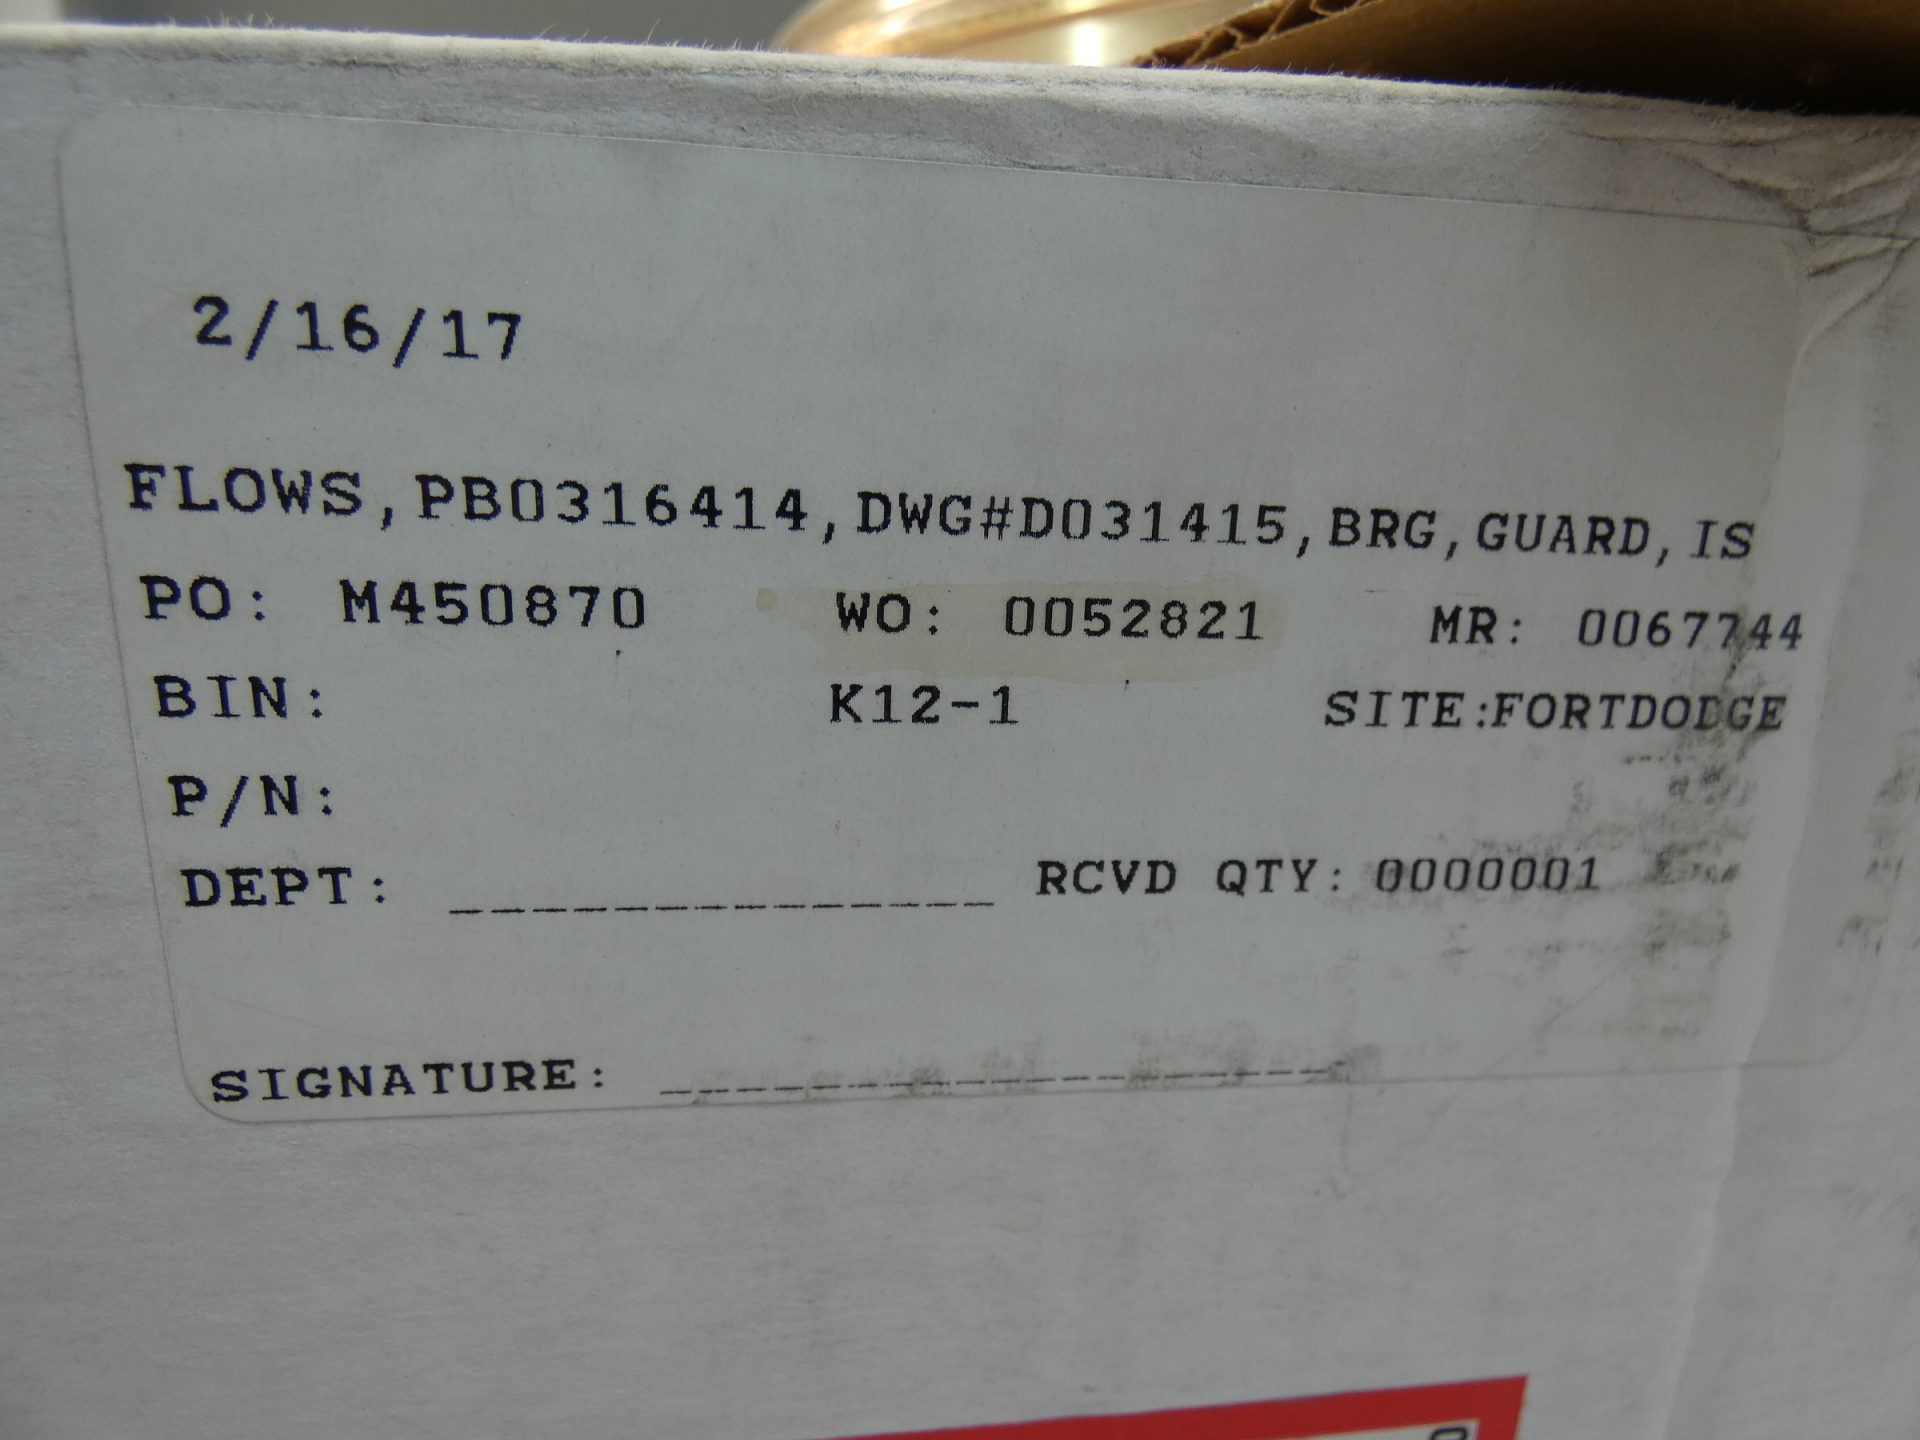 2/16/17
FLOWS,PB0316414,DWG#D031415,BRG,GUARD,IS
PO: M450870 WO: 0052821 MR: 0067744
BIN: K12-1 SITE:FORTDODGE
P/N:
DEPT: ______________ RCVD QTY: 0000001
SIGNATURE: _________________